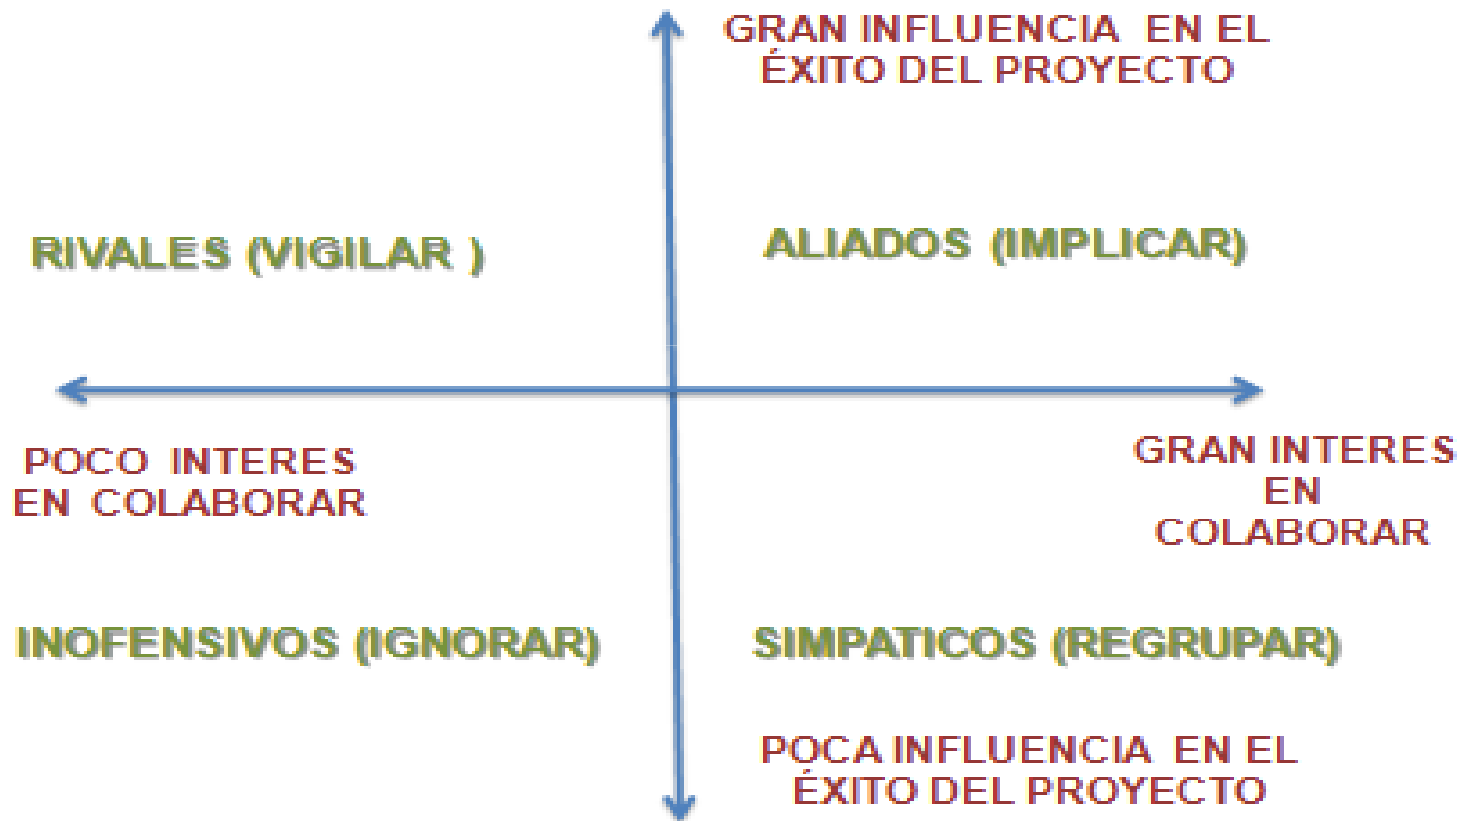 GRAN INFLUENCIA EN EL
ÉXITO DEL PROYECTO
RIVALES (VIGILAR )
ALIADOS (IMPLICAR)
POCO INTERES
EN COLABORAR
GRAN INTERES
EN
COLABORAR
INOFENSIVOS (IGNORAR)
SIMPATICOS (REGRUPAR)
POCA INFLUENCIA EN EL
ÉXITO DEL PROYECTO